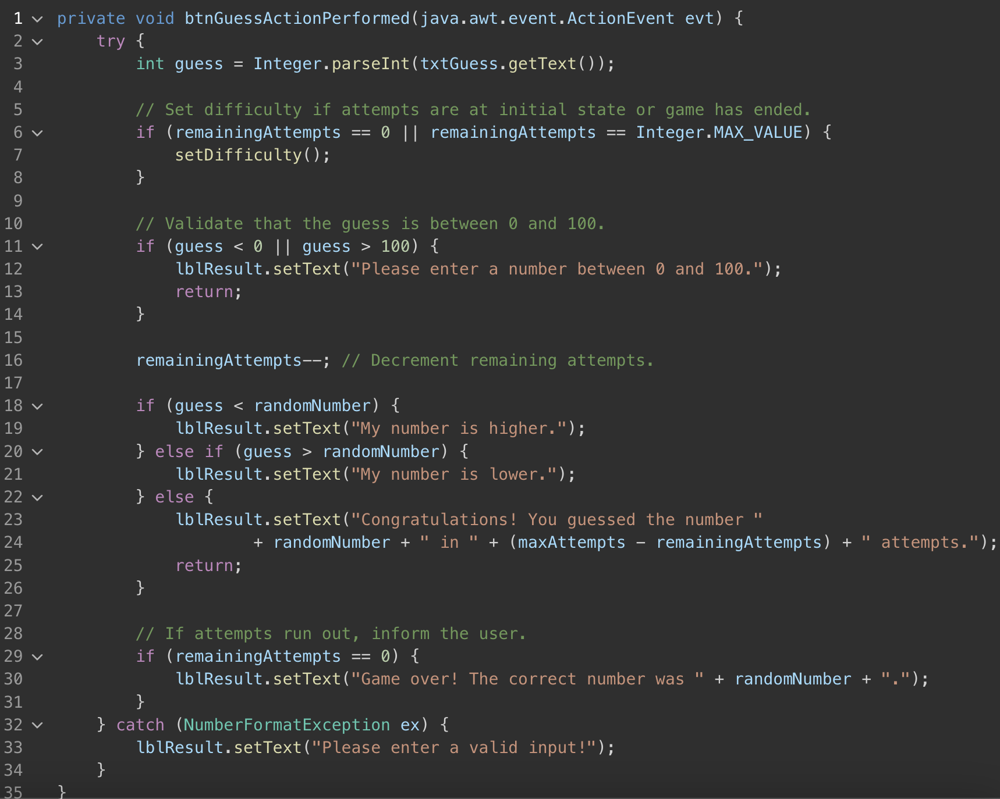 1 private void btnGuessActionPerformed(java.awt.event.ActionEvent evt) {
2     try {
3         int guess = Integer.parseInt(txtGuess.getText());
4
5         // Set difficulty if attempts are at initial state or game has ended.
6         if (remainingAttempts == 0 || remainingAttempts == Integer.MAX_VALUE) {
7             setDifficulty();
8         }
9
10         // Validate that the guess is between 0 and 100.
11         if (guess < 0 || guess > 100) {
12             lblResult.setText("Please enter a number between 0 and 100.");
13             return;
14         }
15
16         remainingAttempts--; // Decrement remaining attempts.
17
18         if (guess < randomNumber) {
19             lblResult.setText("My number is higher.");
20         } else if (guess > randomNumber) {
21             lblResult.setText("My number is lower.");
22         } else {
23             lblResult.setText("Congratulations! You guessed the number "
24                     + randomNumber + " in " + (maxAttempts - remainingAttempts) + " attempts.");
25             return;
26         }
27
28         // If attempts run out, inform the user.
29         if (remainingAttempts == 0) {
30             lblResult.setText("Game over! The correct number was " + randomNumber + ".");
31         }
32     } catch (NumberFormatException ex) {
33         lblResult.setText("Please enter a valid input!");
34     }
35 }